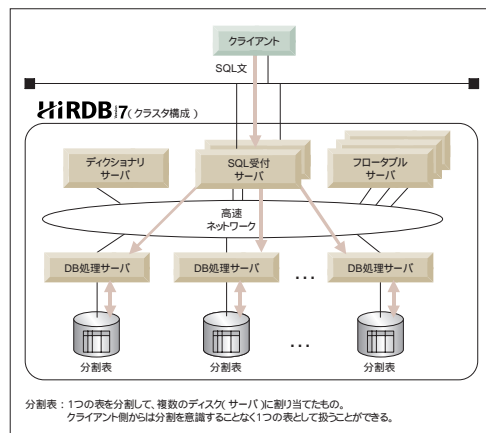 クライアント
SQL文
HiRDB Version 7(クラスタ構成)
ディクショナリ
サーバ
SQL受付
サーバ
フロータブル
サーバ
高速
ネットワーク
DB処理サーバ
DB処理サーバ
...
DB処理サーバ
分割表
分割表
...
分割表
分割表:1つの表を分割して、複数のディスク(サーバ)に割り当てたもの。
クライアント側からは分割を意識することなく1つの表として扱うことができる。